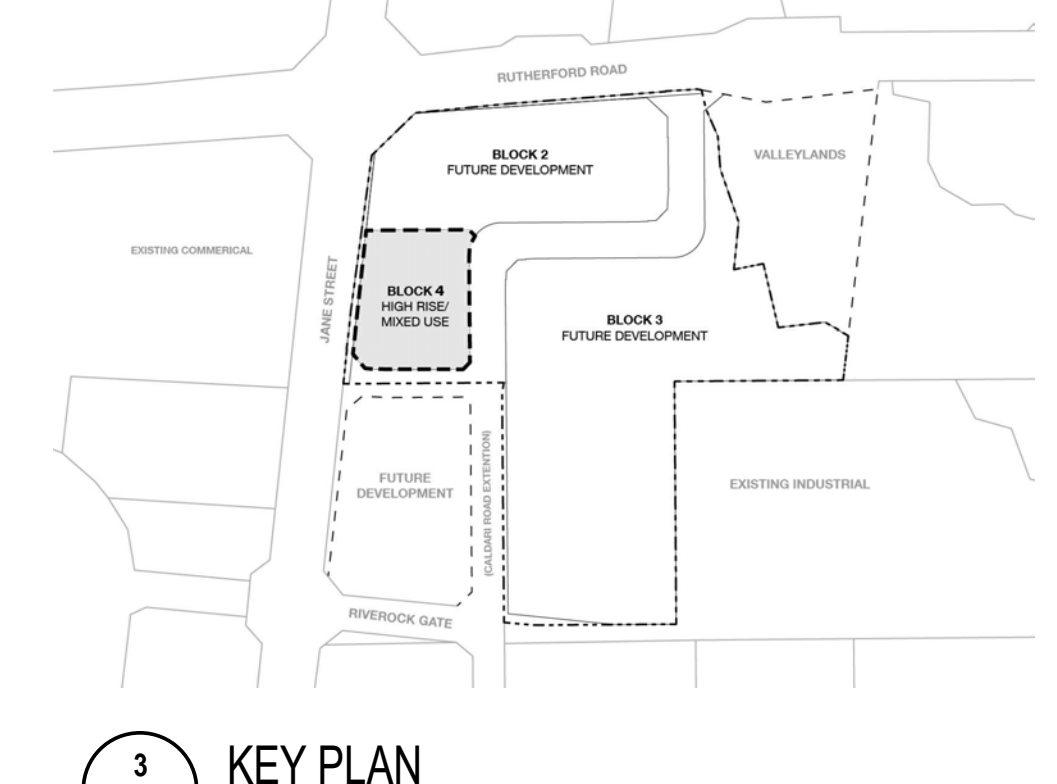 RUTHERFORD ROAD
BLOCK 2
FUTURE DEVELOPMENT
VALLEYLANDS
EXISTING COMMERICAL
JANE STREET
BLOCK 4
HIGH RISE/
MIXED USE
BLOCK 3
FUTURE DEVELOPMENT
FUTURE
DEVELOPMENT
(CALDARI ROAD EXTENTION)
EXISTING INDUSTRIAL
RIVEROCK GATE
3
KEY PLAN